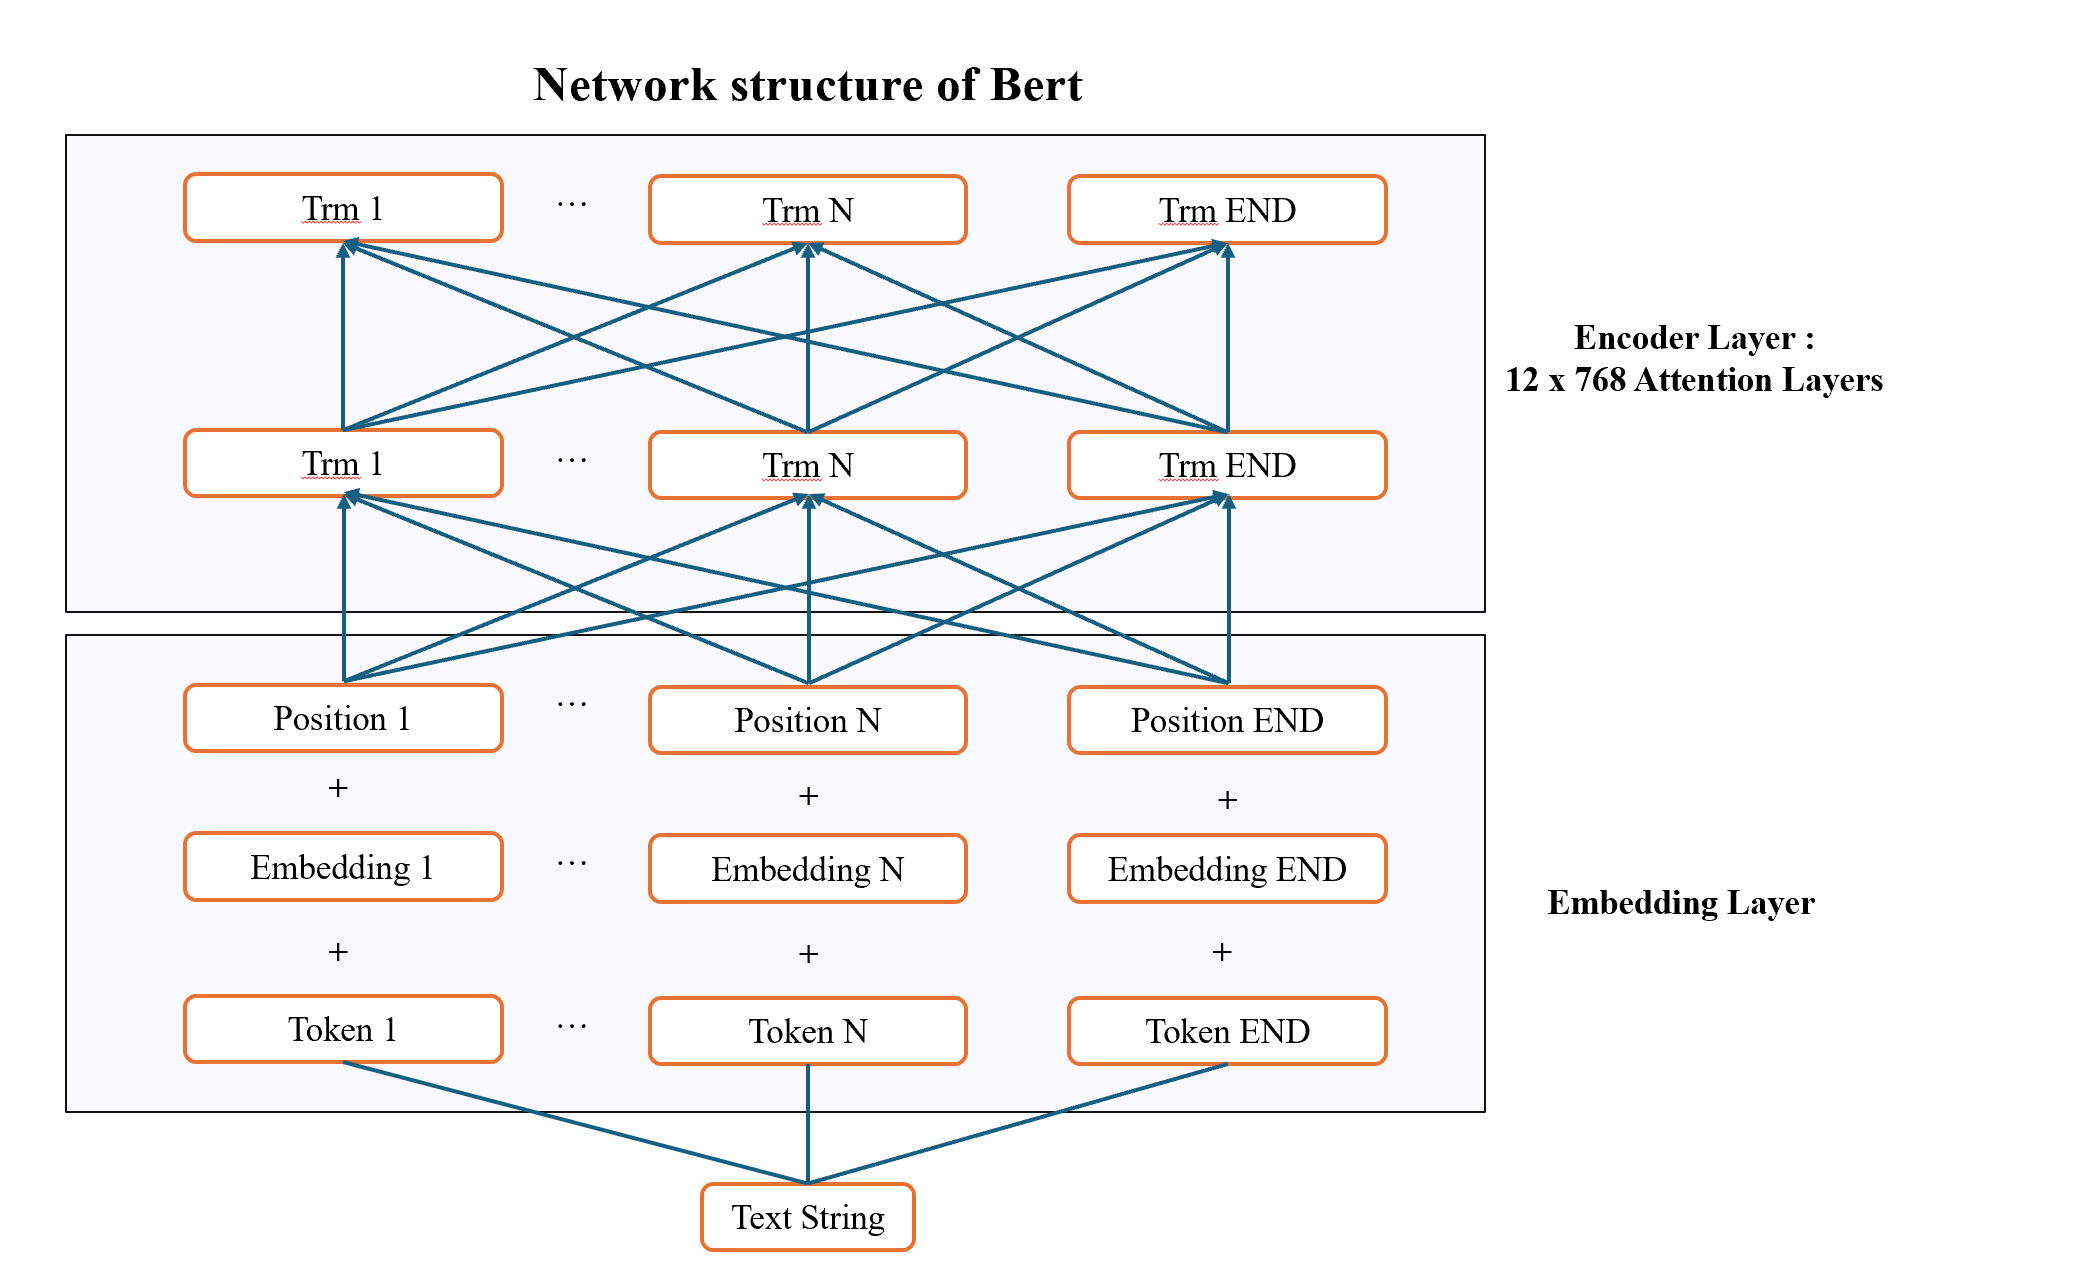 Network structure of Bert
Trm 1 … Trm N Trm END
Encoder Layer :
12 x 768 Attention Layers
Trm 1 … Trm N Trm END
Position 1 … Position N Position END
+ + +
Embedding 1 … Embedding N Embedding END
Embedding Layer
+ + +
Token 1 … Token N Token END
Text String